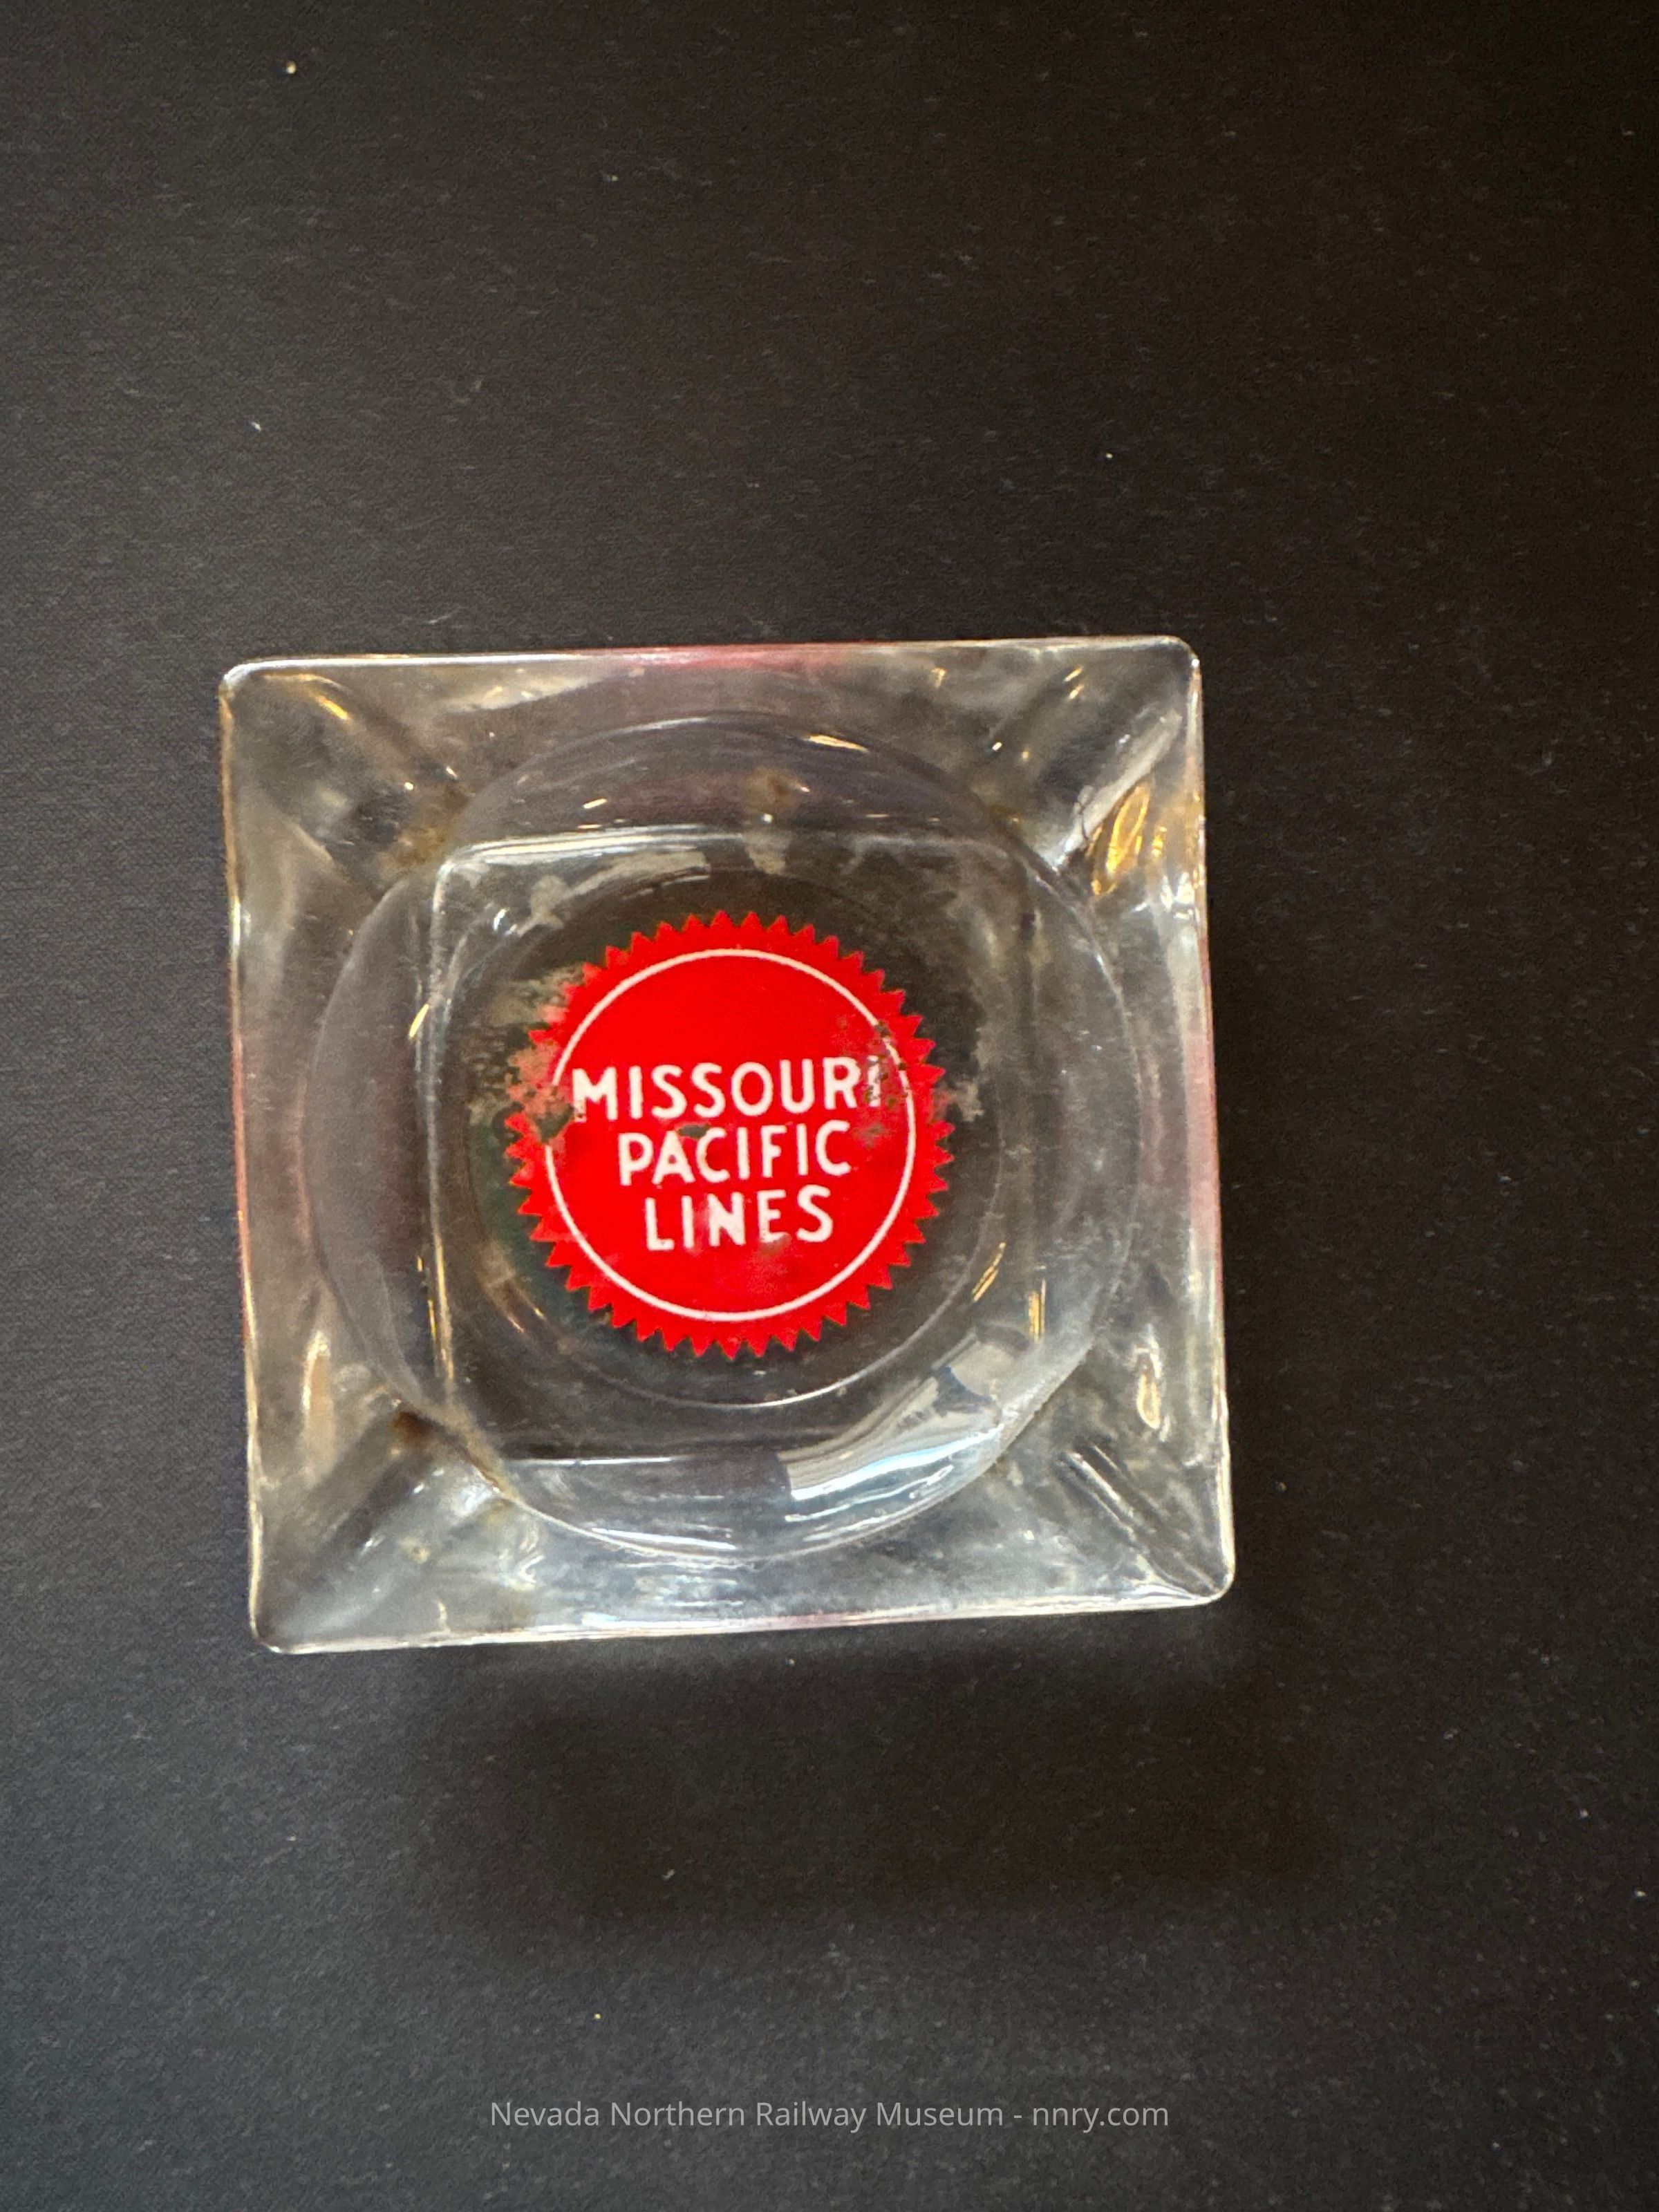 MISSOURI
PACIFIC
LINES
Nevada Northern Railway Museum - nnry.com